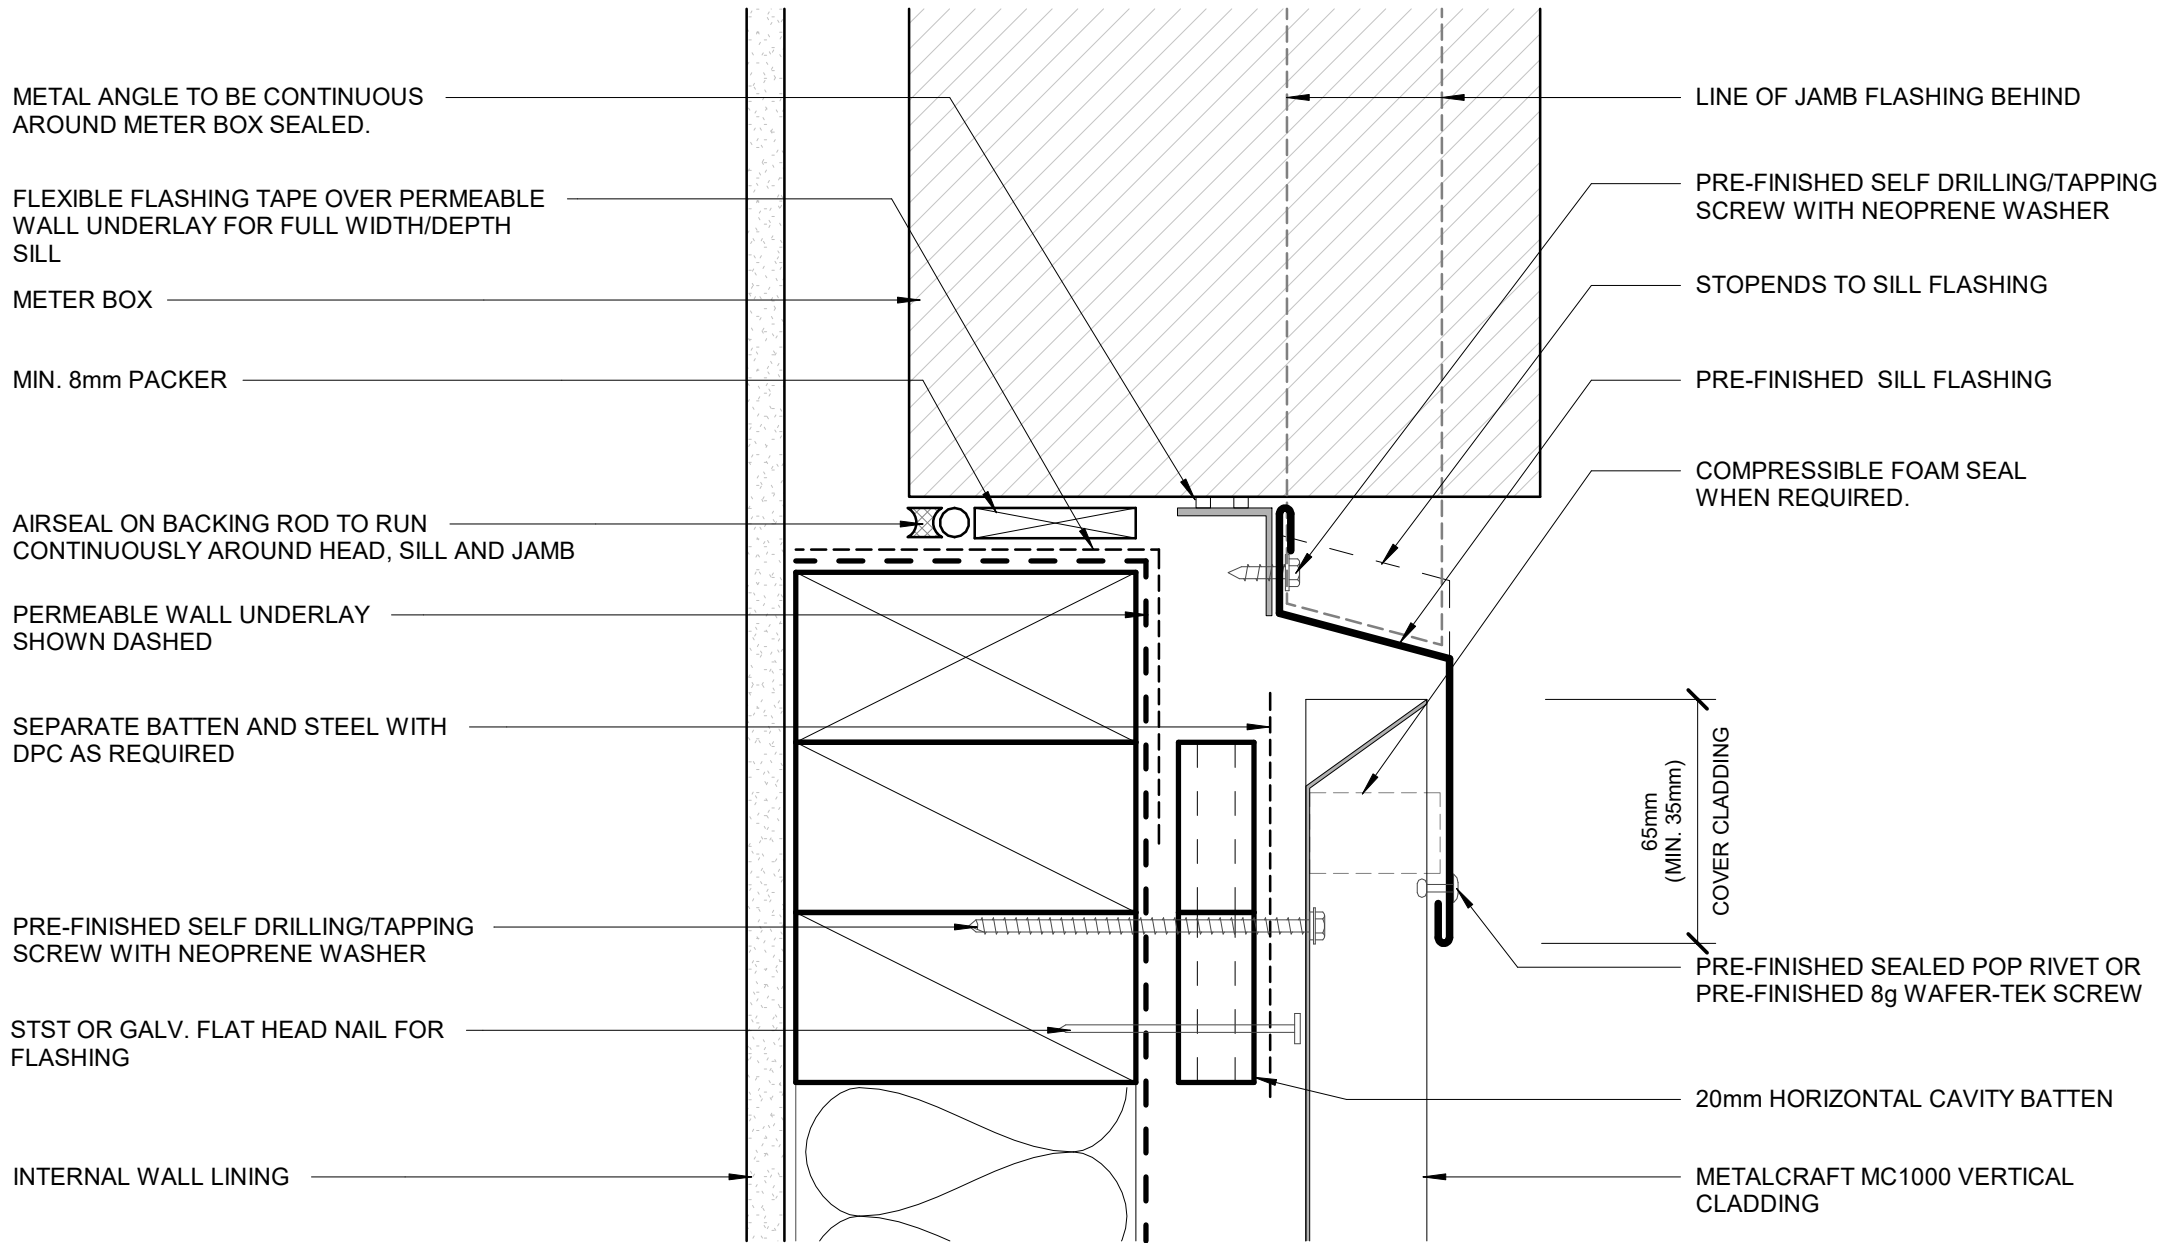 METAL ANGLE TO BE CONTINUOUS
AROUND METER BOX SEALED.
FLEXIBLE FLASHING TAPE OVER PERMEABLE
WALL UNDERLAY FOR FULL WIDTH/DEPTH
SILL
METER BOX
MIN. 8mm PACKER
AIRSEAL ON BACKING ROD TO RUN
CONTINUOUSLY AROUND HEAD, SILL AND JAMB
PERMEABLE WALL UNDERLAY
SHOWN DASHED
SEPARATE BATTEN AND STEEL WITH
DPC AS REQUIRED
PRE-FINISHED SELF DRILLING/TAPPING
SCREW WITH NEOPRENE WASHER
STST OR GALV. FLAT HEAD NAIL FOR
FLASHING
INTERNAL WALL LINING
LINE OF JAMB FLASHING BEHIND
PRE-FINISHED SELF DRILLING/TAPPING
SCREW WITH NEOPRENE WASHER
STOPENDS TO SILL FLASHING
PRE-FINISHED  SILL FLASHING
COMPRESSIBLE FOAM SEAL
WHEN REQUIRED.
65mm
(MIN. 35mm)
COVER CLADDING
PRE-FINISHED SEALED POP RIVET OR
PRE-FINISHED 8g WAFER-TEK SCREW
20mm HORIZONTAL CAVITY BATTEN
METALCRAFT MC1000 VERTICAL
CLADDING